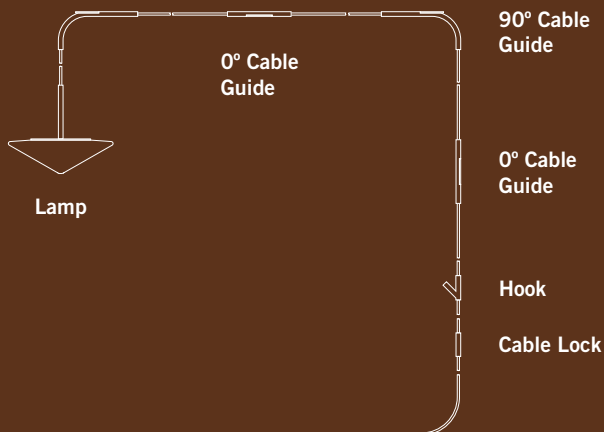 90º Cable
Guide
0º Cable
Guide
0º Cable
Guide
Lamp
Hook
Cable Lock